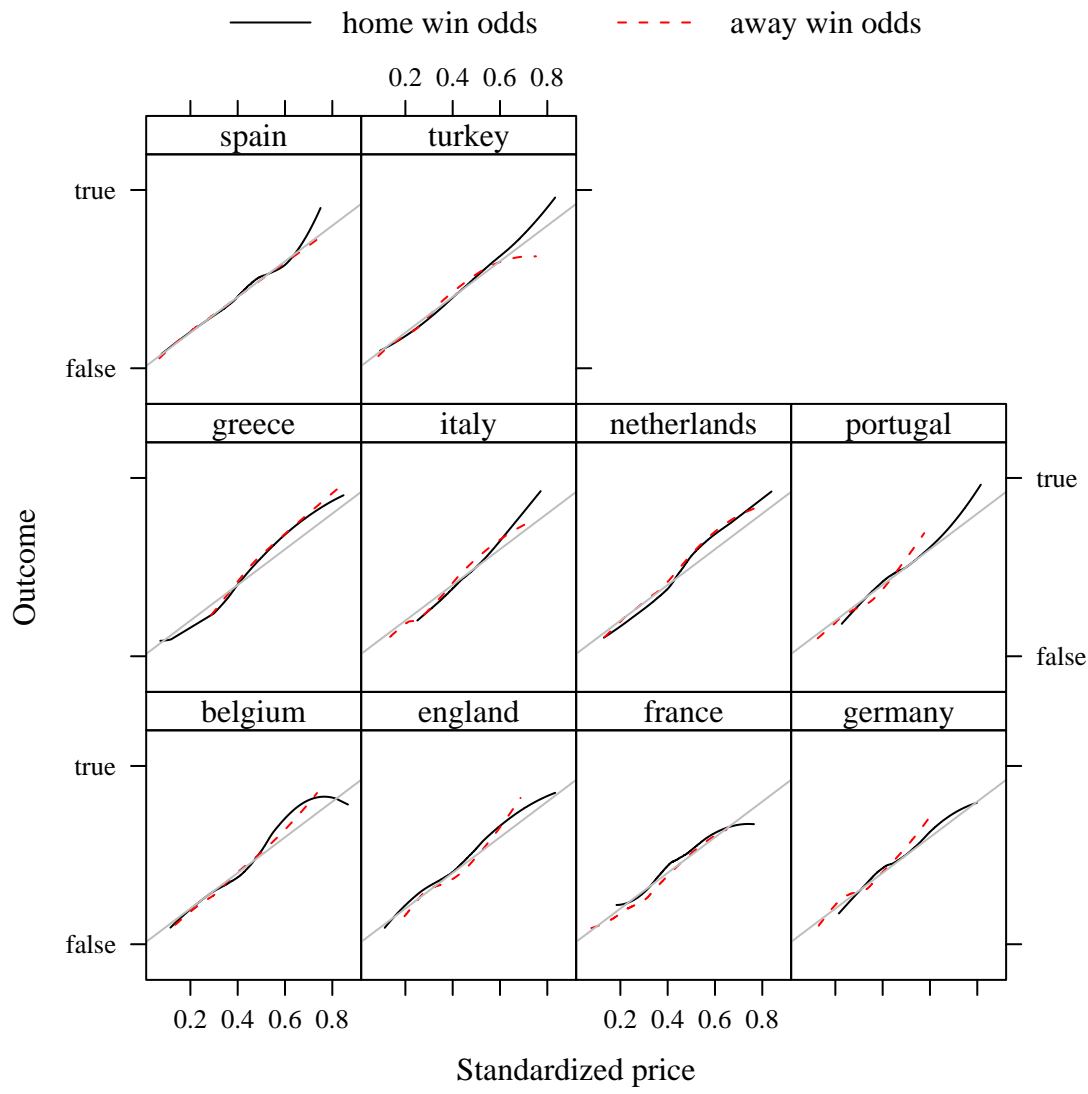 home win odds away win odds
0.2 0.4 0.6 0.8
spain turkey
true
false
greece italy netherlands portugal
true
false
Outcome
belgium england france germany
true
false
0.2 0.4 0.6 0.8 0.2 0.4 0.6 0.8
Standardized price